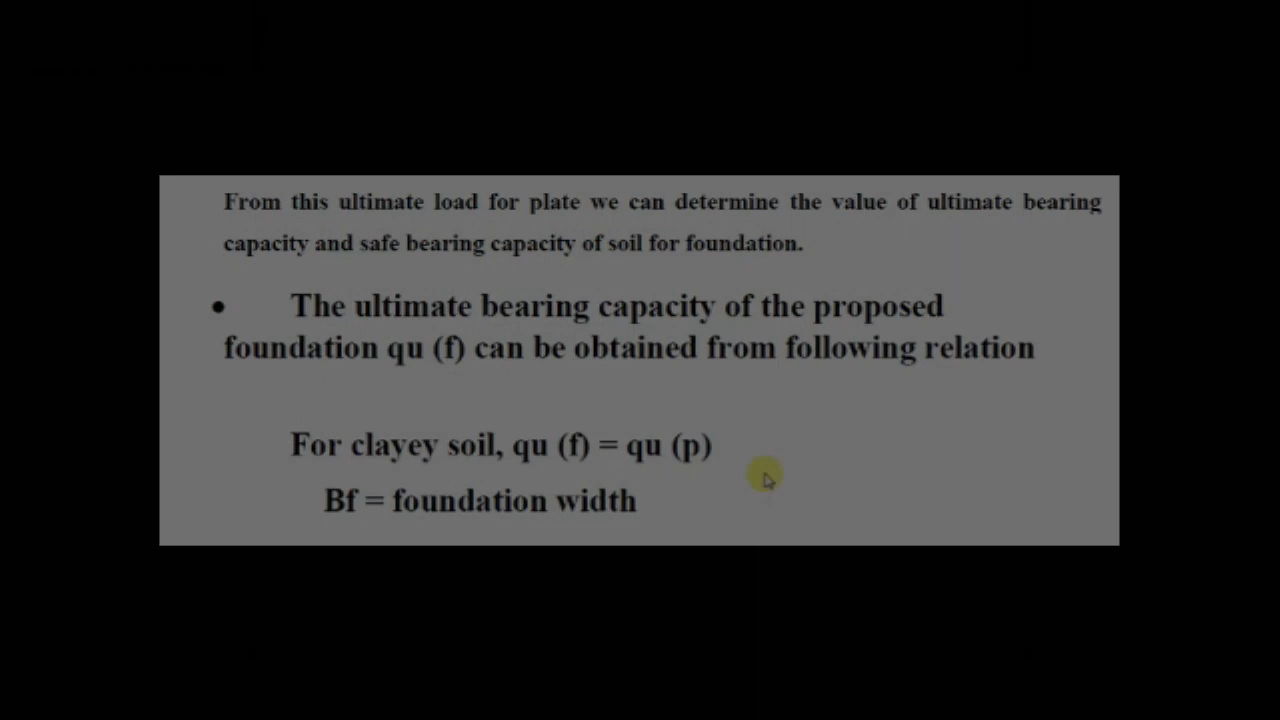 From this ultimate load for plate we can determine the value of ultimate bearing
capacity and safe bearing capacity of soil for foundation.
• The ultimate bearing capacity of the proposed
foundation qu (f) can be obtained from following relation
For clayey soil, qu (f) = qu (p)
Bf = foundation width